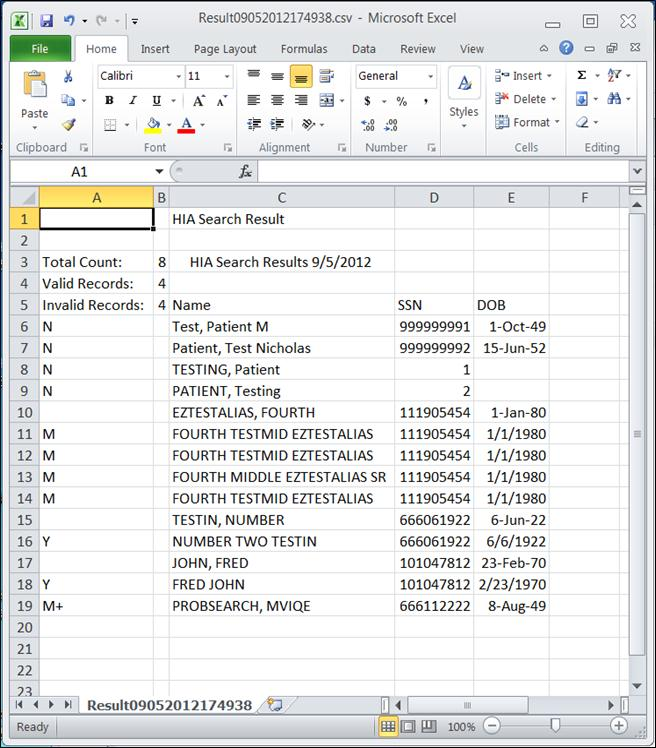 Result09052012174938.csv - Microsoft Excel
File Home Insert Page Layout Formulas Data Review View
Paste
Calibri 11
B I U A A
A
General
$ % ,
Styles
Insert
Delete
Format
Σ
Clipboard Font Alignment Number Cells Editing
A1 fx
A B C D E F
1 HIA Search Result
2
3 Total Count: 8 HIA Search Results 9/5/2012
4 Valid Records: 4
5 Invalid Records: 4 Name SSN DOB
6 N Test, Patient M 999999991 1-Oct-49
7 N Patient, Test Nicholas 999999992 15-Jun-52
8 N TESTING, Patient 1
9 N PATIENT, Testing 2
10 EZTESTALIAS, FOURTH 111905454 1-Jan-80
11 M FOURTH TESTMID EZTESTALIAS 111905454 1/1/1980
12 M FOURTH TESTMID EZTESTALIAS 111905454 1/1/1980
13 M FOURTH MIDDLE EZTESTALIAS SR 111905454 1/1/1980
14 M FOURTH TESTMID EZTESTALIAS 111905454 1/1/1980
15 TESTIN, NUMBER 666061922 6-Jun-22
16 Y NUMBER TWO TESTIN 666061922 6/6/1922
17 JOHN, FRED 101047812 23-Feb-70
18 Y FRED JOHN 101047812 2/23/1970
19 M+ PROBSEARCH, MVIQE 666112222 8-Aug-49
20
21
22
23
Result09052012174938
Ready 100%